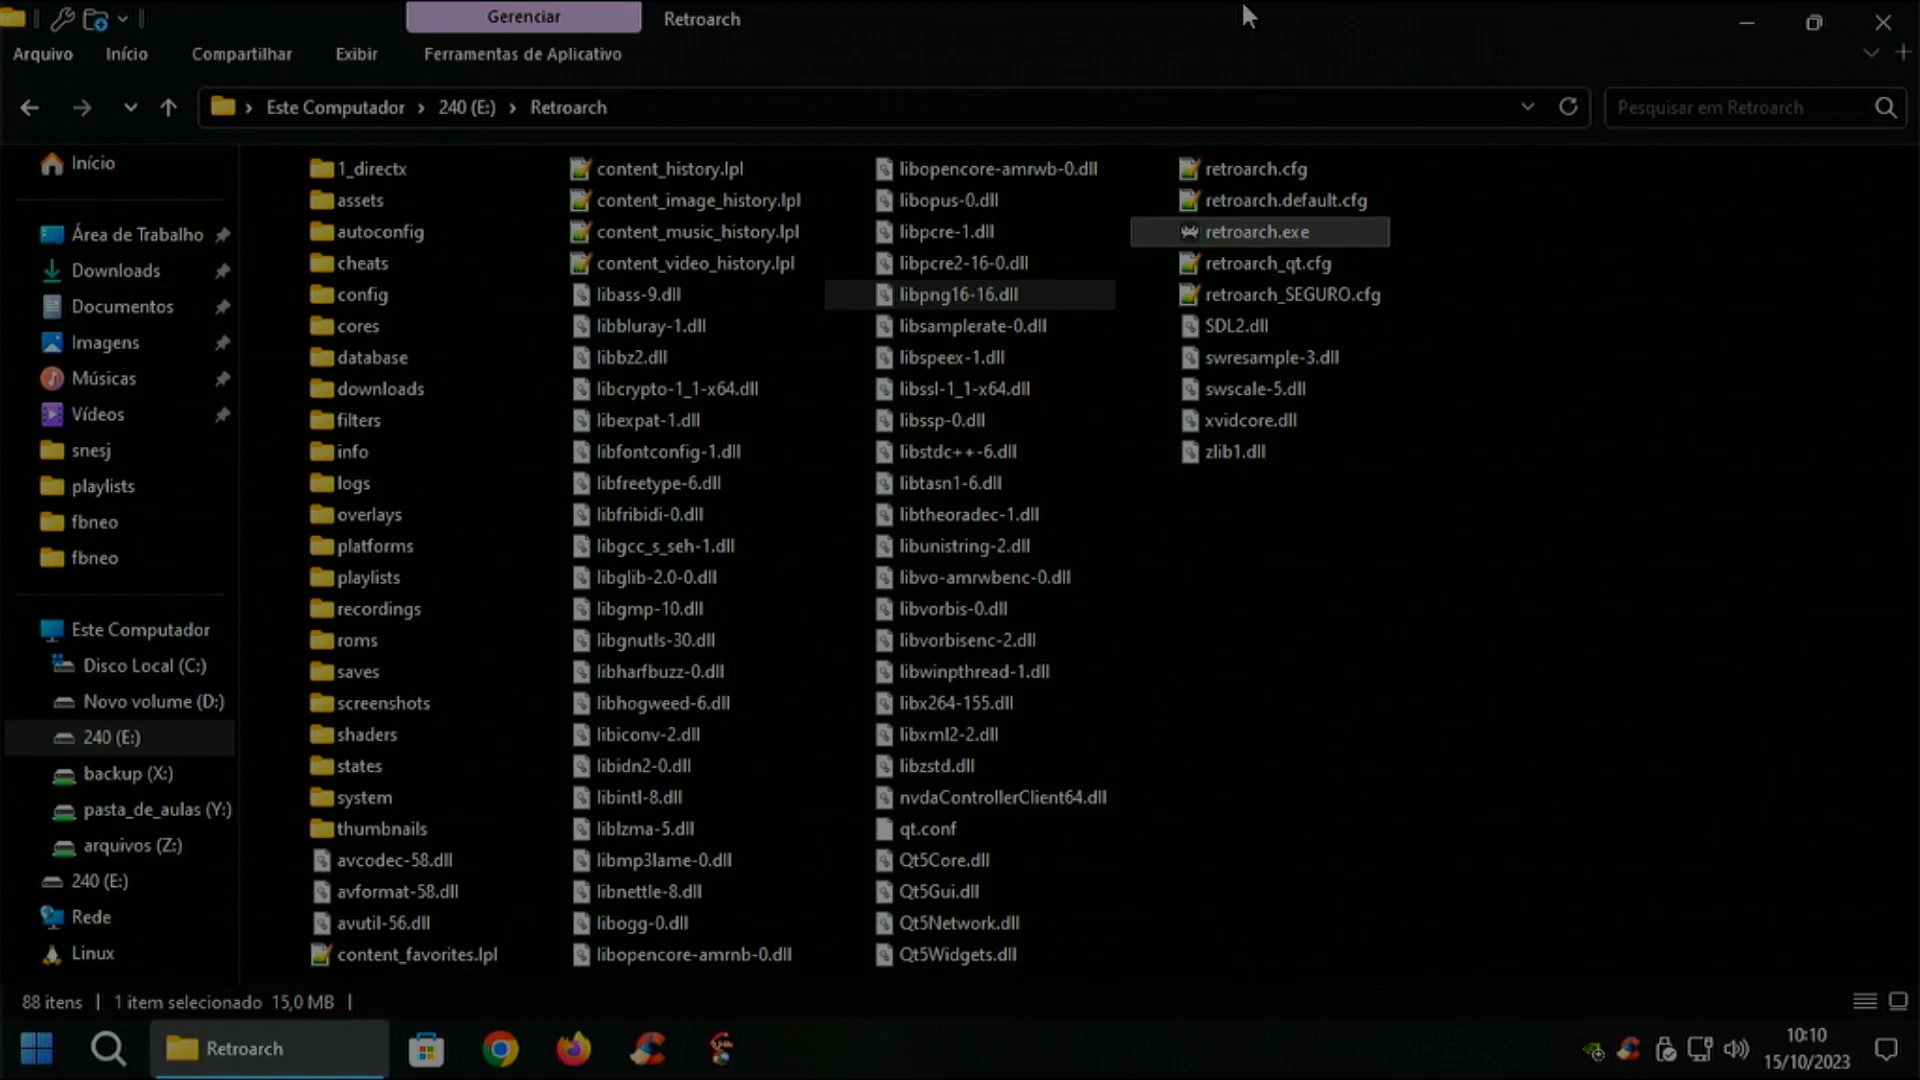 Gerenciar
Retroarch
Arquivo
Início
Compartilhar
Exibir
Ferramentas de Aplicativo
Este Computador
240 (E:)
Retroarch
Pesquisar em Retroarch
Início
Área de Trabalho
Downloads
Documentos
Imagens
Músicas
Vídeos
snesj
playlists
fbneo
fbneo
Este Computador
Disco Local (C:)
Novo volume (D:)
240 (E:)
backup (X:)
pasta_de_aulas (Y:)
arquivos (Z:)
240 (E:)
Rede
Linux
1_directx
assets
autoconfig
cheats
config
cores
database
downloads
filters
info
logs
overlays
platforms
playlists
recordings
roms
saves
screenshots
shaders
states
system
thumbnails
avcodec-58.dll
avformat-58.dll
avutil-56.dll
content_favorites.lpl
content_history.lpl
content_image_history.lpl
content_music_history.lpl
content_video_history.lpl
libass-9.dll
libbluray-1.dll
libbz2.dll
libcrypto-1_1-x64.dll
libexpat-1.dll
libfontconfig-1.dll
libfreetype-6.dll
libfribidi-0.dll
libgcc_s_seh-1.dll
libglib-2.0-0.dll
libgmp-10.dll
libgnutls-30.dll
libharfbuzz-0.dll
libhogweed-6.dll
libiconv-2.dll
libidn2-0.dll
libintl-8.dll
liblzma-5.dll
libmp3lame-0.dll
libnettle-8.dll
libogg-0.dll
libopencore-amrnb-0.dll
libopencore-amrwb-0.dll
libopus-0.dll
libpcre-1.dll
libpcre2-16-0.dll
libpng16-16.dll
libsamplerate-0.dll
libspeex-1.dll
libssl-1_1-x64.dll
libssp-0.dll
libstdc++-6.dll
libtasn1-6.dll
libtheoradec-1.dll
libunistring-2.dll
libvo-amrwbenc-0.dll
libvorbis-0.dll
libvorbisenc-2.dll
libwinpthread-1.dll
libx264-155.dll
libxml2-2.dll
libzstd.dll
nvdaControllerClient64.dll
qt.conf
Qt5Core.dll
Qt5Gui.dll
Qt5Network.dll
Qt5Widgets.dll
retroarch.cfg
retroarch.default.cfg
retroarch.exe
retroarch_qt.cfg
retroarch_SEGURO.cfg
SDL2.dll
swresample-3.dll
swscale-5.dll
xvidcore.dll
zlib1.dll
88 itens
1 item selecionado 15,0 MB
Retroarch
10:10
15/10/2023